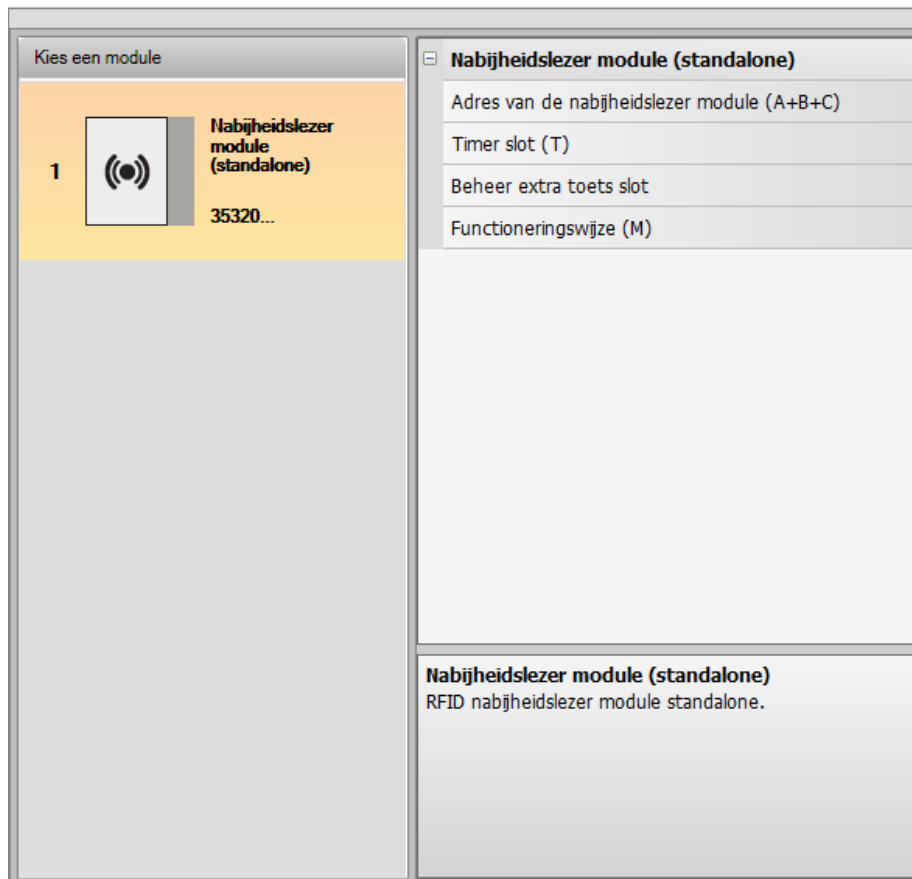 Kies een module
1
Nabijheidslezer
module
(standalone)
35320...
Nabijheidslezer module (standalone)
Adres van de nabijheidslezer module (A+B+C)
Timer slot (T)
Beheer extra toets slot
Functioneringswijze (M)
Nabijheidslezer module (standalone)
RFID nabijheidslezer module standalone.